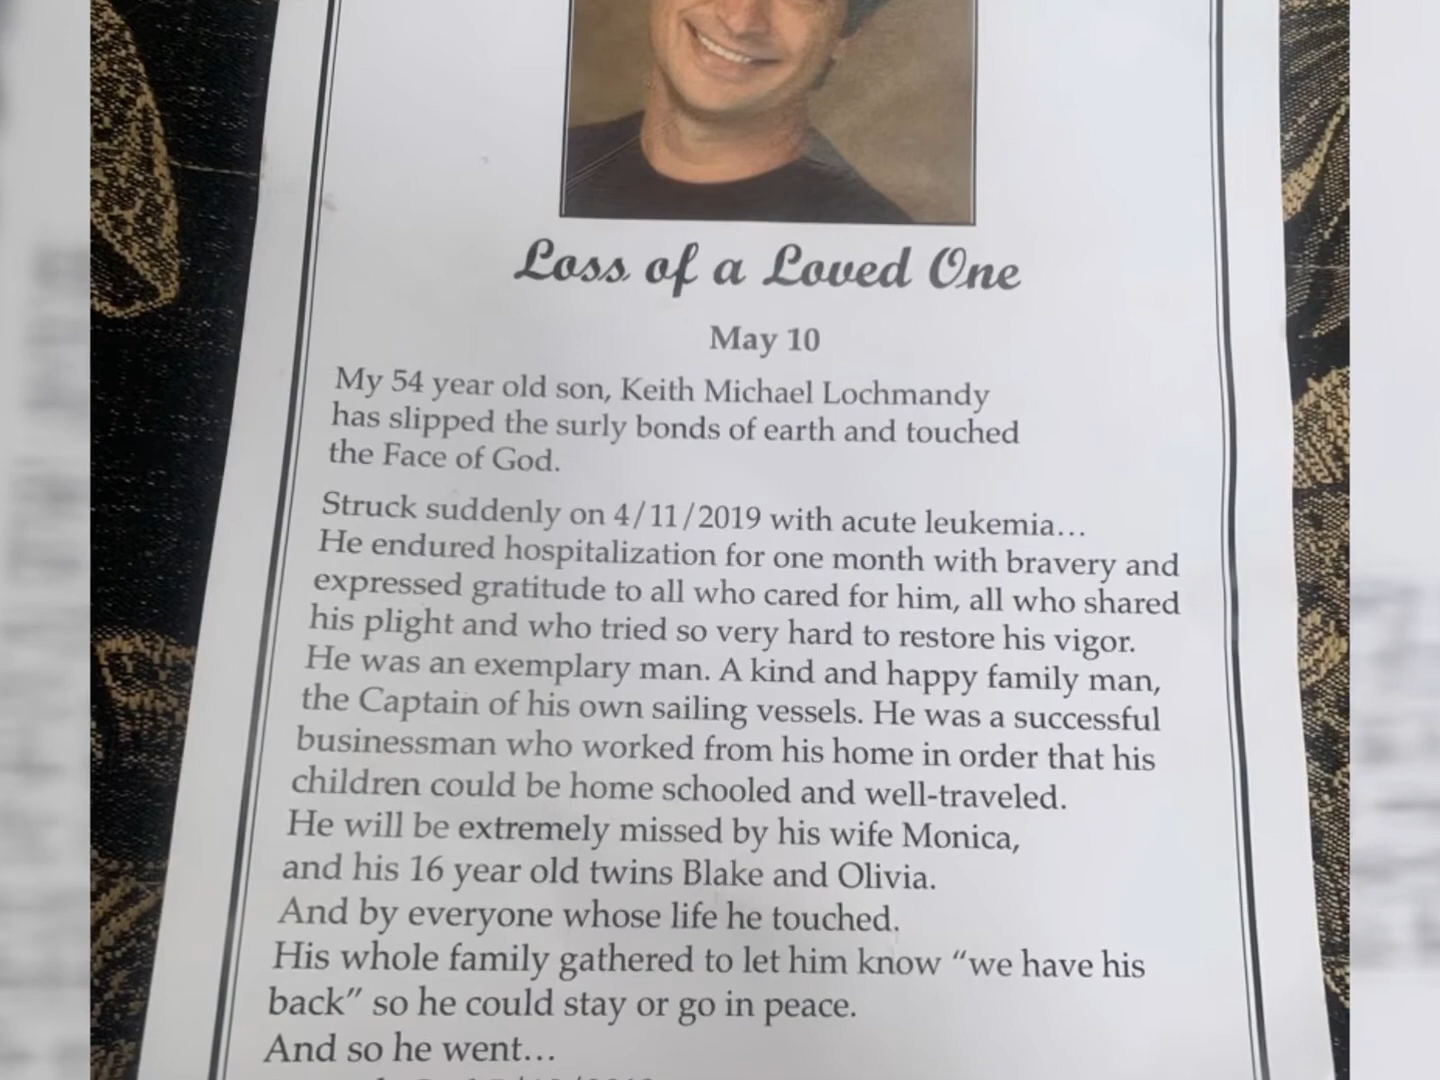 Loss of a Loved One
May 10
My 54 year old son, Keith Michael Lochmandy
has slipped the surly bonds of earth and touched
the Face of God.
Struck suddenly on 4/11/2019 with acute leukemia...
He endured hospitalization for one month with bravery and
expressed gratitude to all who cared for him, all who shared
his plight and who tried so very hard to restore his vigor.
He was an exemplary man. A kind and happy family man,
the Captain of his own sailing vessels. He was a successful
businessman who worked from his home in order that his
children could be home schooled and well-traveled.
He will be extremely missed by his wife Monica,
and his 16 year old twins Blake and Olivia.
And by everyone whose life he touched.
His whole family gathered to let him know “we have his
back” so he could stay or go in peace.
And so he went...